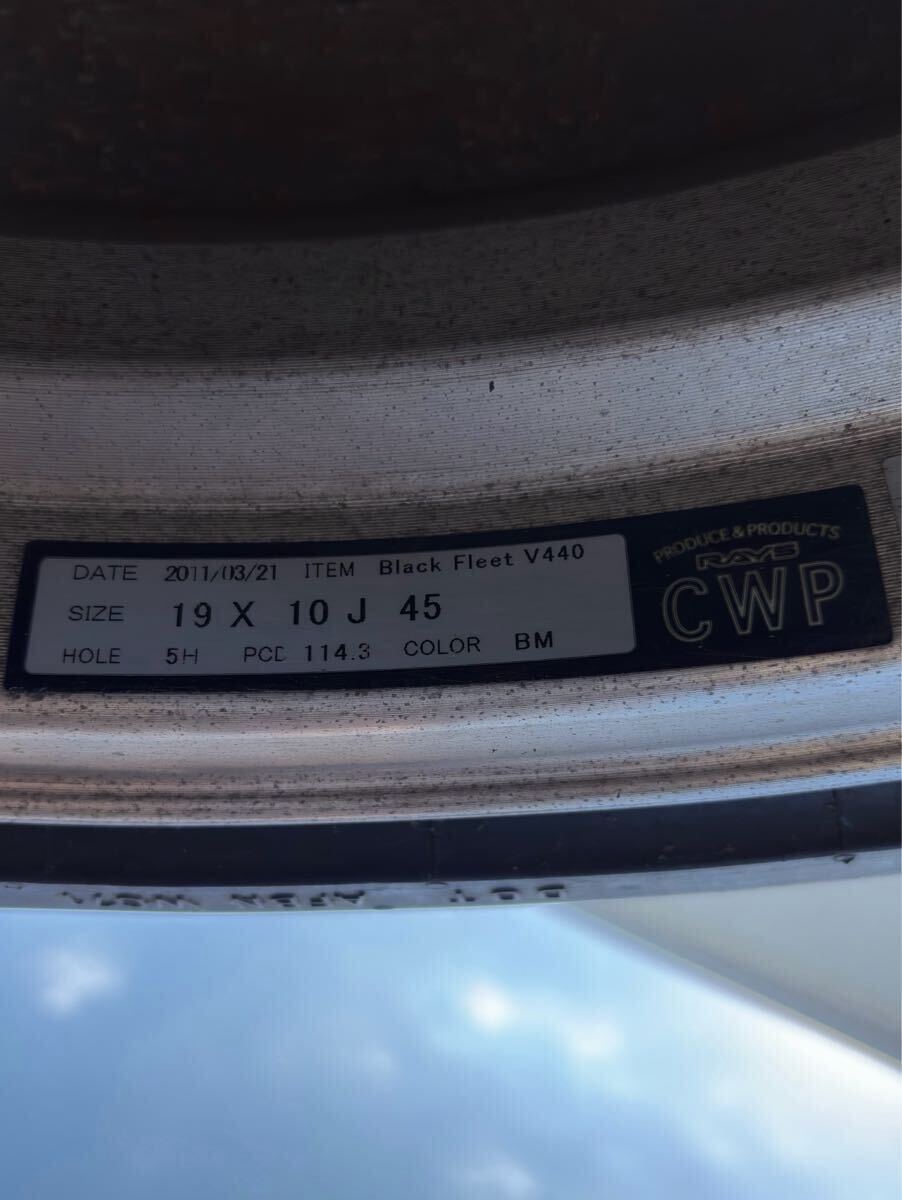 DATE 2011/03/21 ITEM Black Fleet V440
SIZE 19 X 10 J 45
HOLE 5H PCD 114.3 COLOR BM
PRODUCE & PRODUCTS
RAYS
CWP